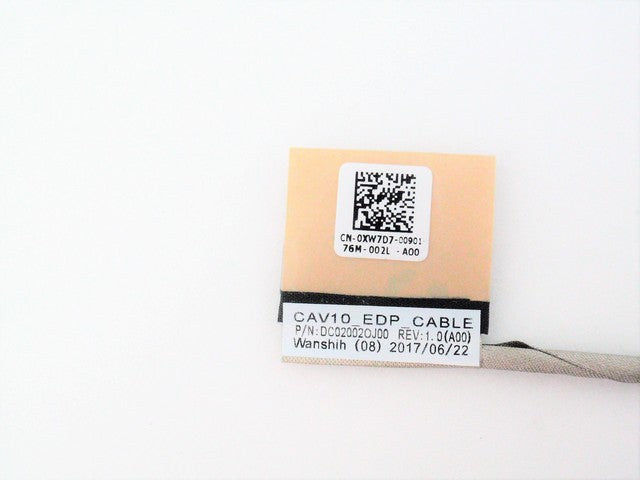 CN-0XW7D7-00901
76M-002L -A00
CAV10_EDP_CABLE
P/N:DC02002OJ00 REV:1.0(A00)
Wanshih (08) 2017/06/22